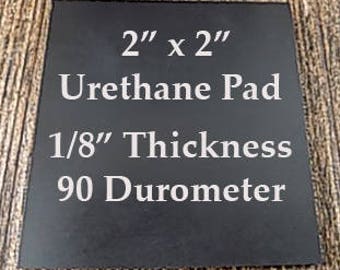 2” x 2”
Urethane Pad
1/8” Thickness
90 Durometer